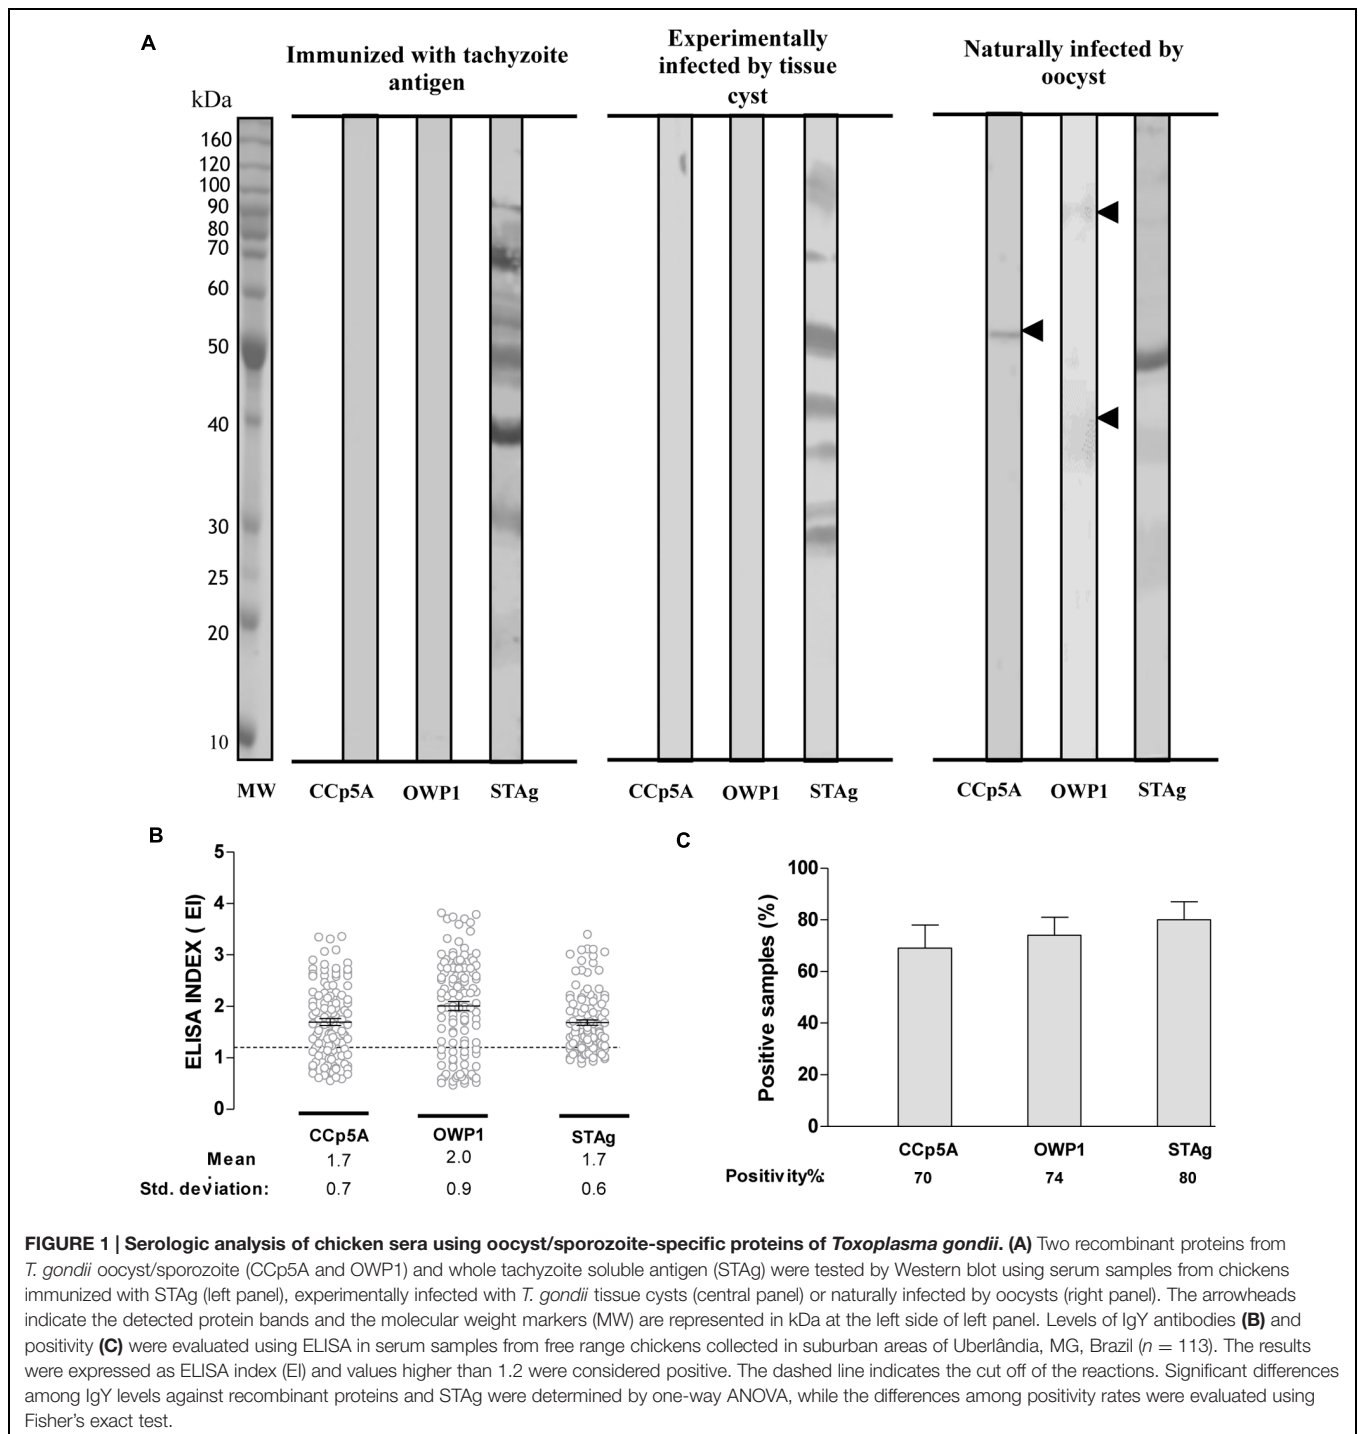 A
Immunized with tachyzoite
antigen
Experimentally
infected by tissue
cyst
Naturally infected by
oocyst
kDa
160
120
100
90
80
70
60
50
40
30
25
20
10
MW
CCp5A
OWP1
STAg
CCp5A
OWP1
STAg
CCp5A
OWP1
STAg
B
5
4
3
2
1
0
ELISA INDEX ( EI)
CCp5A
OWP1
STAg
Mean :
1.7
2.0
1.7
Std. deviation:
0.7
0.9
0.6
C
100
80
60
40
20
0
Positive samples (%)
CCp5A
OWP1
STAg
Positivity%:
70
74
80
FIGURE 1 | Serologic analysis of chicken sera using oocyst/sporozoite-specific proteins of Toxoplasma gondii. (A) Two recombinant proteins from
T. gondii oocyst/sporozoite (CCp5A and OWP1) and whole tachyzoite soluble antigen (STAg) were tested by Western blot using serum samples from chickens
immunized with STAg (left panel), experimentally infected with T. gondii tissue cysts (central panel) or naturally infected by oocysts (right panel). The arrowheads
indicate the detected protein bands and the molecular weight markers (MW) are represented in kDa at the left side of left panel. Levels of IgY antibodies (B) and
positivity (C) were evaluated using ELISA in serum samples from free range chickens collected in suburban areas of Uberlândia, MG, Brazil (n = 113). The results
were expressed as ELISA index (EI) and values higher than 1.2 were considered positive. The dashed line indicates the cut off of the reactions. Significant differences
among IgY levels against recombinant proteins and STAg were determined by one-way ANOVA, while the differences among positivity rates were evaluated using
Fisher's exact test.